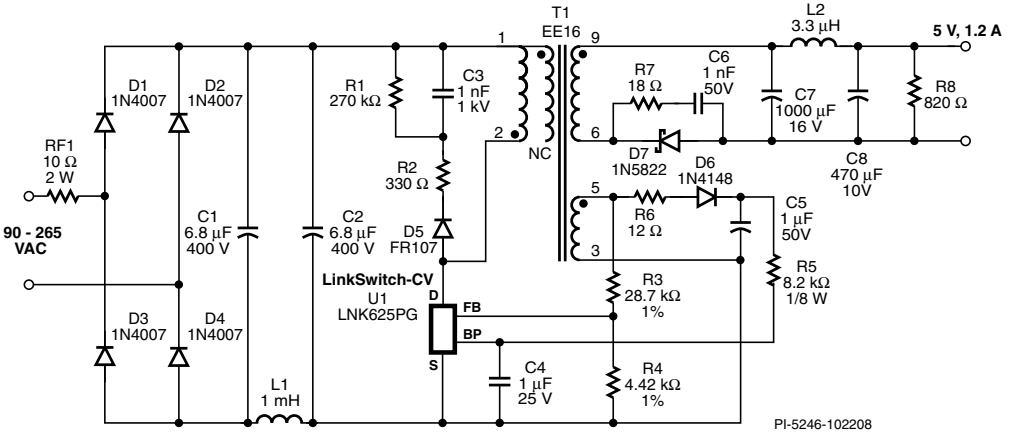 T1
EE16
1
2
NC
9
6
5
3
L2
3.3 µH
5 V, 1.2 A
D1
1N4007
D2
1N4007
R1
270 kΩ
C3
1 nF
1 kV
R7
18 Ω
C6
1 nF
50V
C7
1000 µF
16 V
R8
820 Ω
RF1
10 Ω
2 W
R2
330 Ω
D7
1N5822
D6
1N4148
C8
470 µF
10V
90 - 265
VAC
C1
6.8 µF
400 V
C2
6.8 µF
400 V
D5
FR107
R6
12 Ω
C5
1 µF
50V
LinkSwitch-CV
U1
LNK625PG
D
FB
BP
S
R3
28.7 kΩ
1%
R5
8.2 kΩ
1/8 W
D3
1N4007
D4
1N4007
L1
1 mH
C4
1 µF
25 V
R4
4.42 kΩ
1%
PI-5246-102208